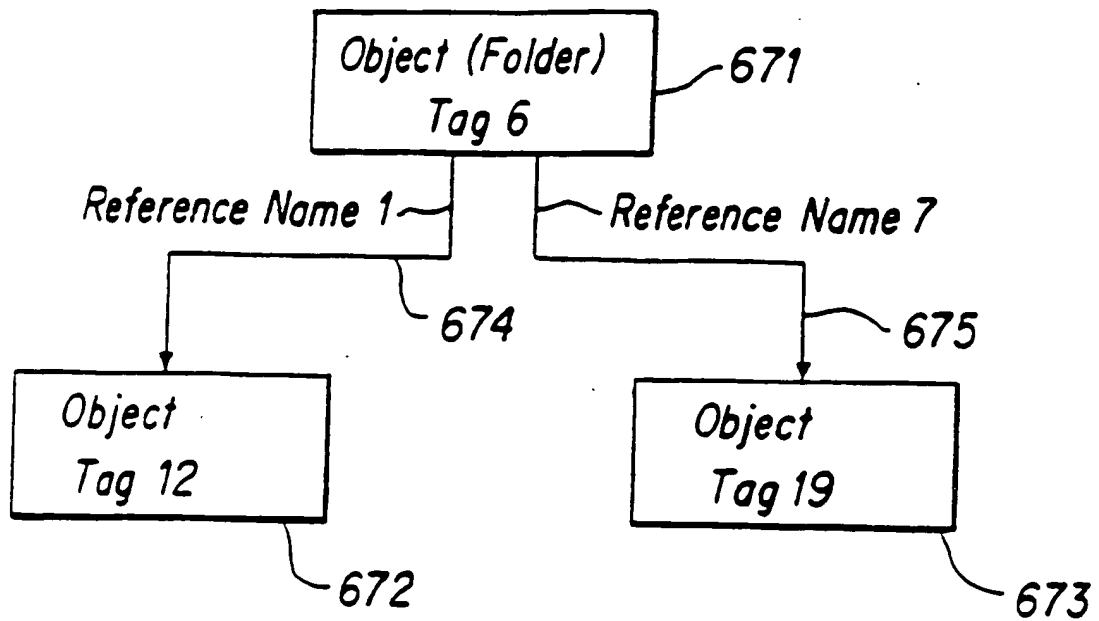 Object (Folder)
Tag 6
671
Reference Name 1
Reference Name 7
674
675
Object
Tag 12
Object
Tag 19
672
673